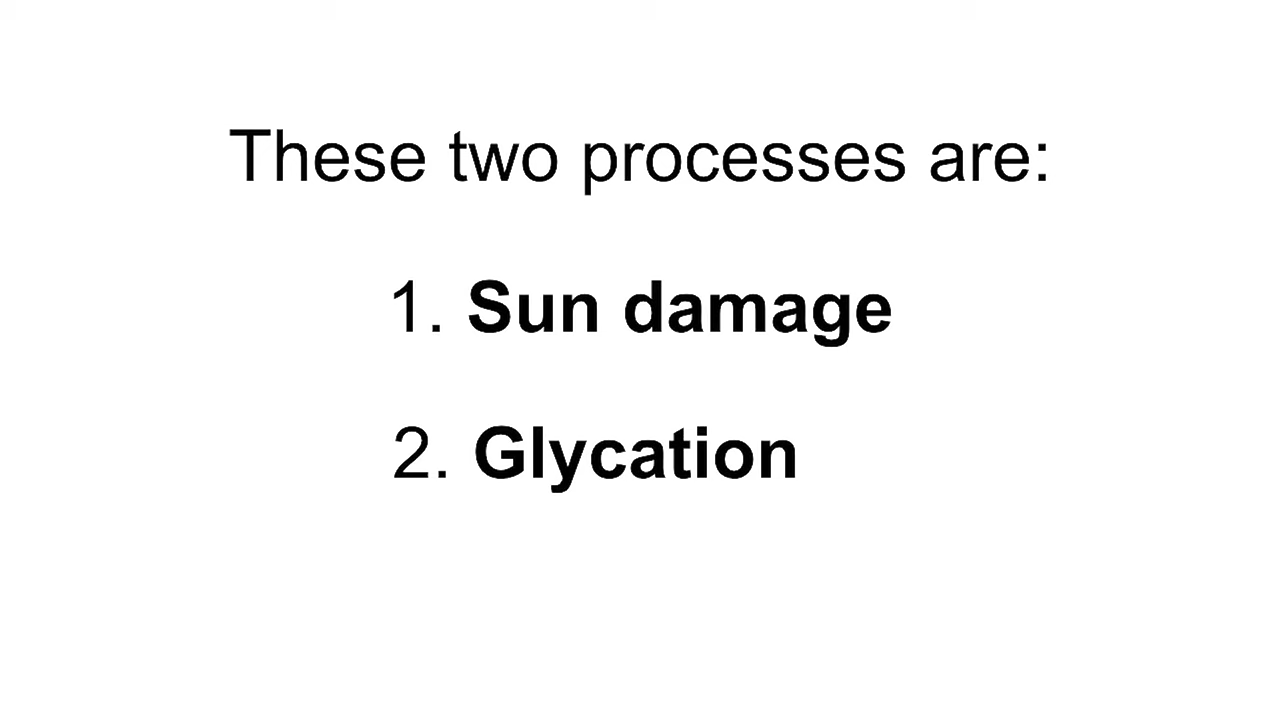 These two processes are:
1. Sun damage
2. Glycation